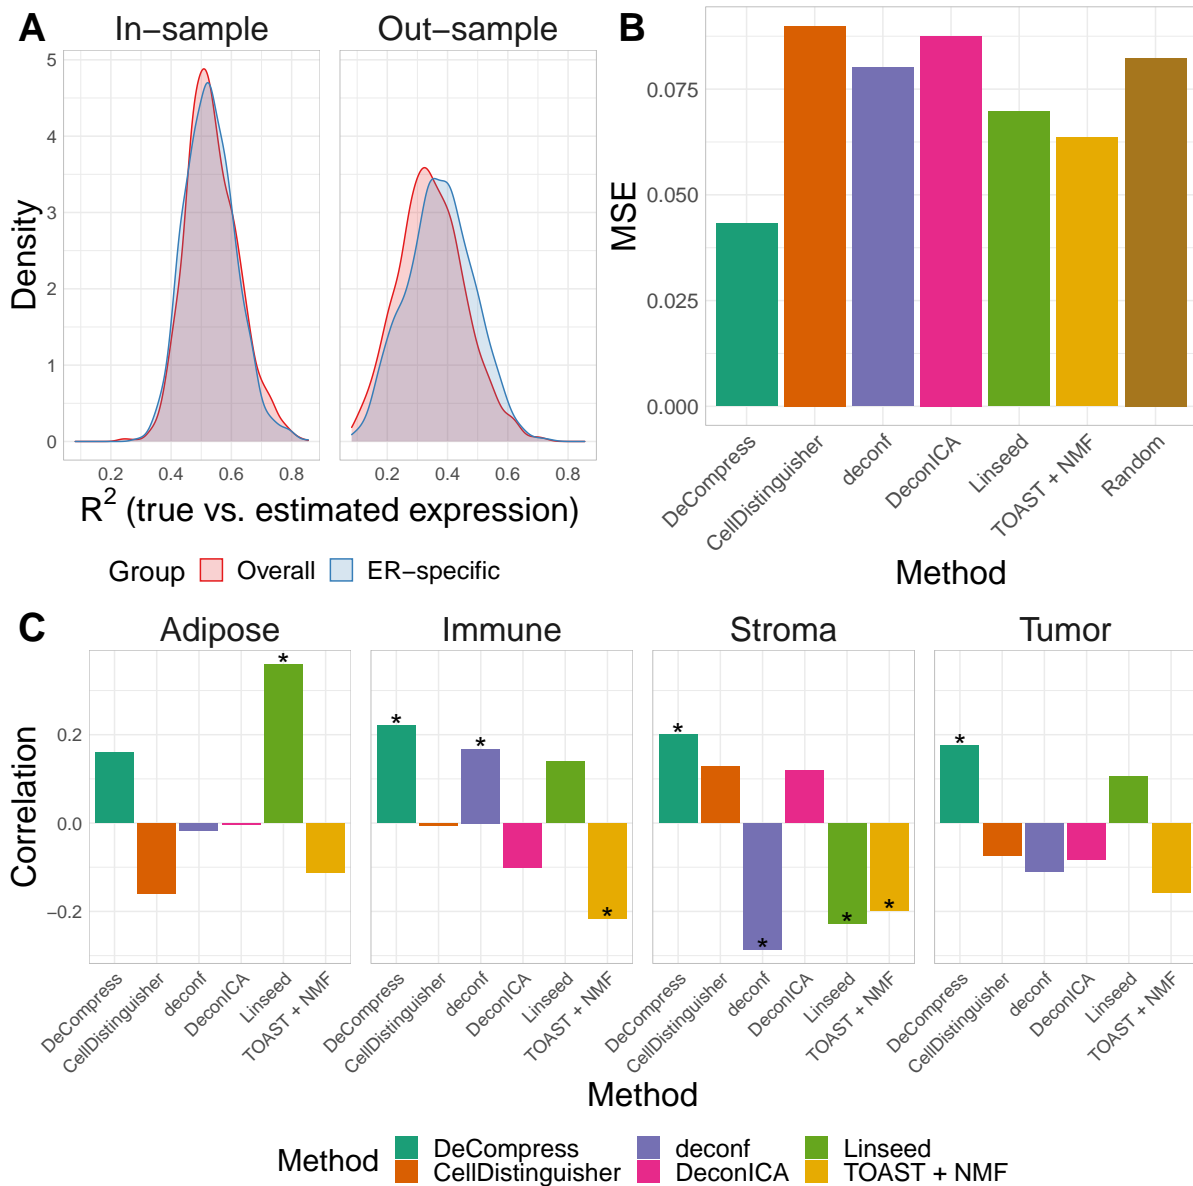 A
In−sample
Out−sample
5
4
3
2
1
0
Density
0.2
0.4
0.6
0.8
0.2
0.4
0.6
0.8
R2 (true vs. estimated expression)
Group
Overall
ER−specific
B
0.075
0.050
0.025
0.000
MSE
DeCompress
CellDistinguisher
deconf
DeconICA
Linseed
TOAST + NMF
Random
Method
C
Adipose
Immune
Stroma
Tumor
*
*
*
*
*
*
*
*
*
0.2
0.0
−0.2
Correlation
DeCompress
CellDistinguisher
deconf
DeconICA
Linseed
TOAST + NMF
DeCompress
CellDistinguisher
deconf
DeconICA
Linseed
TOAST + NMF
DeCompress
CellDistinguisher
deconf
DeconICA
Linseed
TOAST + NMF
DeCompress
CellDistinguisher
deconf
DeconICA
Linseed
TOAST + NMF
Method
Method
DeCompress
CellDistinguisher
deconf
DeconICA
Linseed
TOAST + NMF